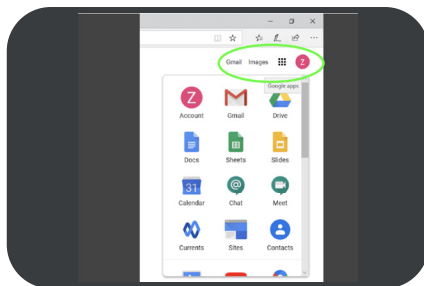 Gmail Images Z
Google apps
Z
Account Gmail Drive
Docs Sheets Slides
31
Calendar Chat Meet
Currents Sites Contacts